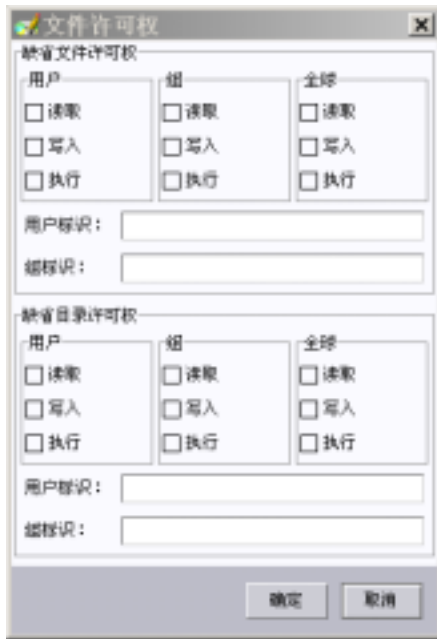 文件许可权
缺省文件许可权
用户 组 全球
读取 读取 读取
写入 写入 写入
执行 执行 执行
用户标识：
组标识：
缺省目录许可权
用户 组 全球
读取 读取 读取
写入 写入 写入
执行 执行 执行
用户标识：
组标识：
确定 取消